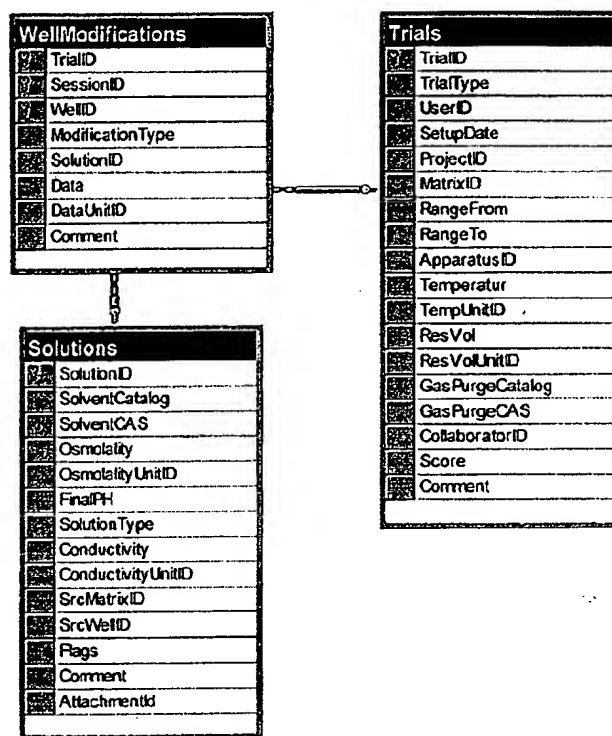 WellModifications
TrialID
SessionID
WellID
ModificationType
SolutionID
Data
DataUnitID
Comment
Trials
TrialID
TrialType
UserID
SetupDate
ProjectID
MatrixID
RangeFrom
RangeTo
ApparatusID
Temperatur
TempUnitID
ResVol
ResVolUnitID
GasPurgeCatalog
GasPurgeCAS
CollaboratorID
Score
Comment
Solutions
SolutionID
SolventCatalog
SolventCAS
Osmolality
OsmolalityUnitID
FinalPH
SolutionType
Conductivity
ConductivityUnitID
SrcMatrixID
SrcWellID
Flags
Comment
AttachmentId